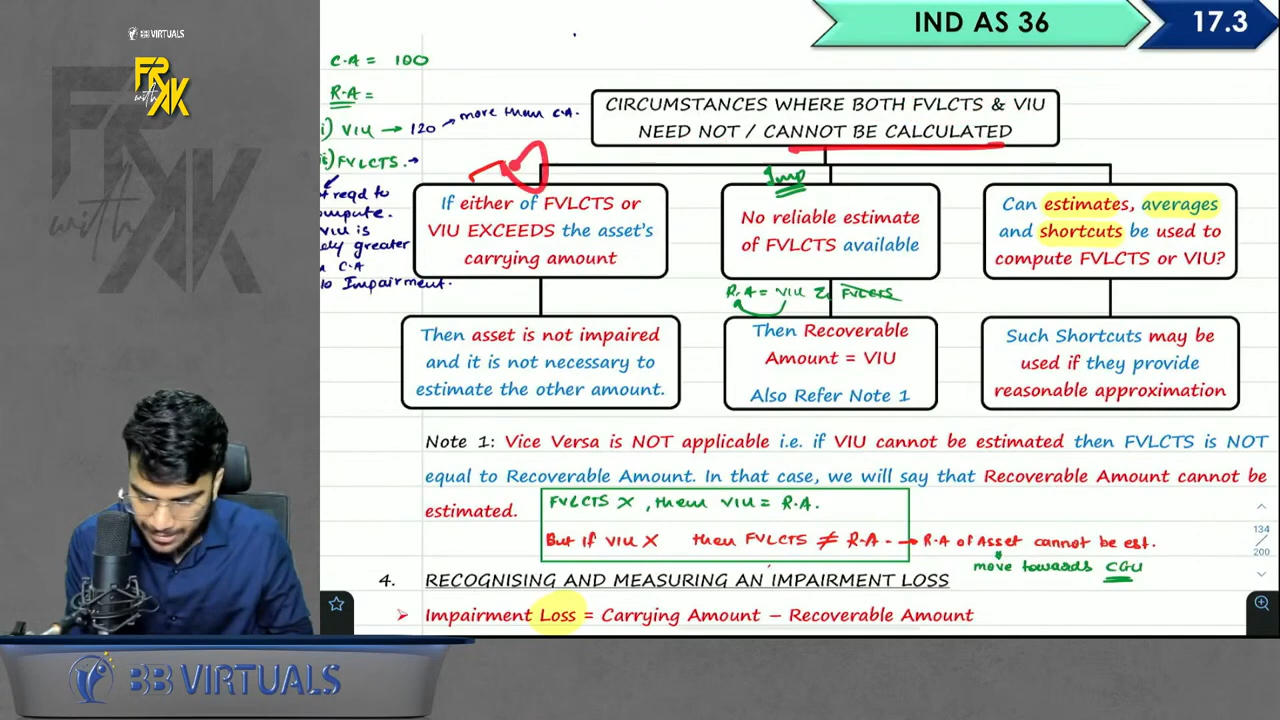 BB VIRTUALS
FR
with
AK
IND AS 36
17.3
C.A = 100
R.A =
i) VIU → 120 → more than C.A.
ii) FVLCTS →
reqd to
mpute.
VIU is
ely greater
C.A
Impairment.
CIRCUMSTANCES WHERE BOTH FVLCTS & VIU
NEED NOT / CANNOT BE CALCULATED
If either of FVLCTS or
VIU EXCEEDS the asset's
carrying amount
Then asset is not impaired
and it is not necessary to
estimate the other amount.
Imp
No reliable estimate
of FVLCTS available
R.A = VIU FVLCTS
Then Recoverable
Amount = VIU
Also Refer Note 1
Can estimates, averages
and shortcuts be used to
compute FVLCTS or VIU?
Such Shortcuts may be
used if they provide
reasonable approximation
Note 1: Vice Versa is NOT applicable i.e. if VIU cannot be estimated then FVLCTS is NOT
equal to Recoverable Amount. In that case, we will say that Recoverable Amount cannot be
estimated.
FVLCTS X , then VIU = R.A.
But if VIU X then FVLCTS ≠ R.A. → R.A of Asset cannot be est.
move towards CGU
4. RECOGNISING AND MEASURING AN IMPAIRMENT LOSS
➢ Impairment Loss = Carrying Amount – Recoverable Amount
134
200
BB VIRTUALS